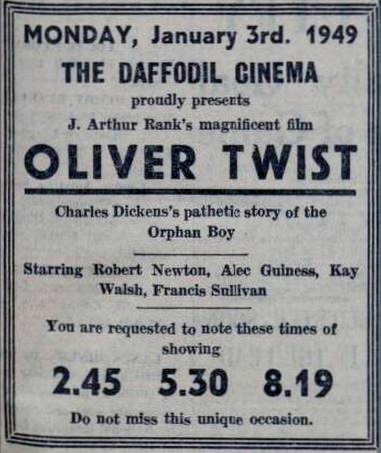 MONDAY, January 3rd. 1949
THE DAFFODIL CINEMA
proudly presents
J. Arthur Rank's magnificent film
OLIVER TWIST
Charles Dickens's pathetic story of the
Orphan Boy
Starring Robert Newton, Alec Guiness, Kay
Walsh, Francis Sullivan
You are requested to note these times of
showing
2.45 5.30 8.19
Do not miss this unique occasion.